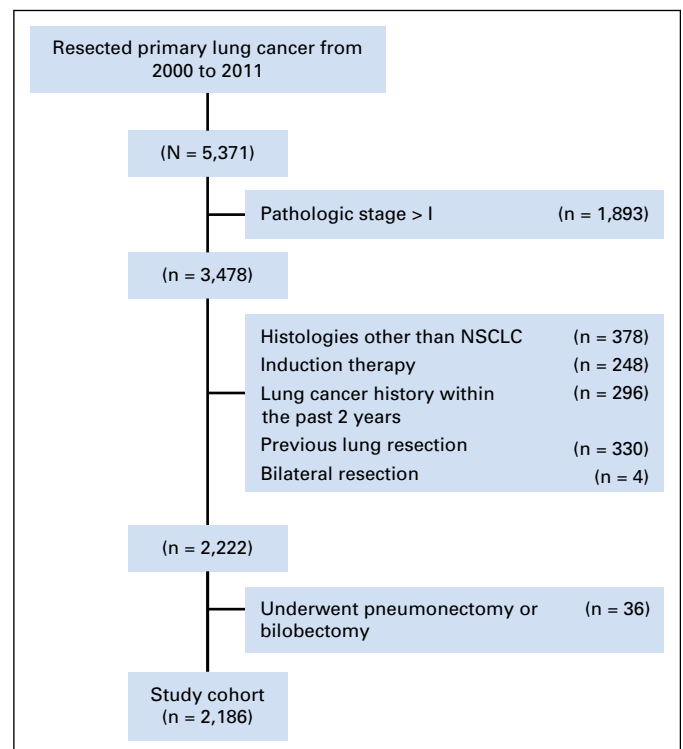 Resected primary lung cancer from
2000 to 2011
(N = 5,371)
Pathologic stage > I (n = 1,893)
(n = 3,478)
Histologies other than NSCLC (n = 378)
Induction therapy (n = 248)
Lung cancer history within (n = 296)
the past 2 years
Previous lung resection (n = 330)
Bilateral resection (n = 4)
(n = 2,222)
Underwent pneumonectomy or (n = 36)
bilobectomy
Study cohort
(n = 2,186)